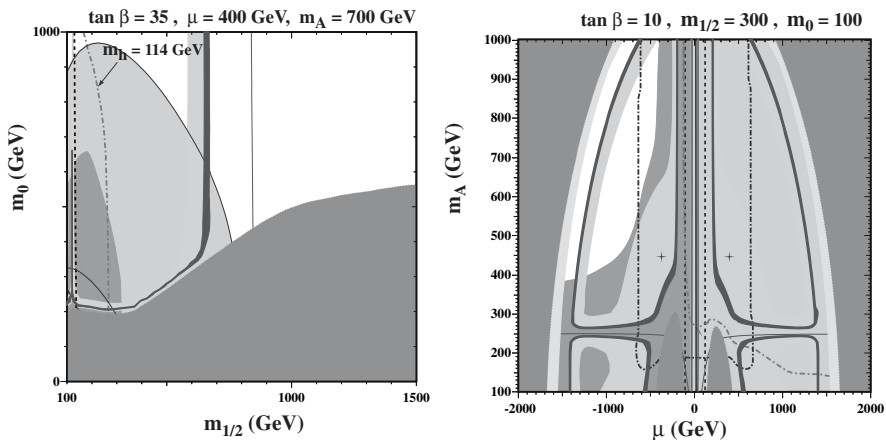 tan β = 35 , μ = 400 GeV, m_A = 700 GeV
1000
m_h = 114 GeV
m_0 (GeV)
0
100
1000
1500
m_1/2 (GeV)
tan β = 10 , m_1/2 = 300 , m_0 = 100
1000
900
800
700
600
500
400
300
200
100
m_A (GeV)
-2000
-1000
0
1000
2000
μ (GeV)